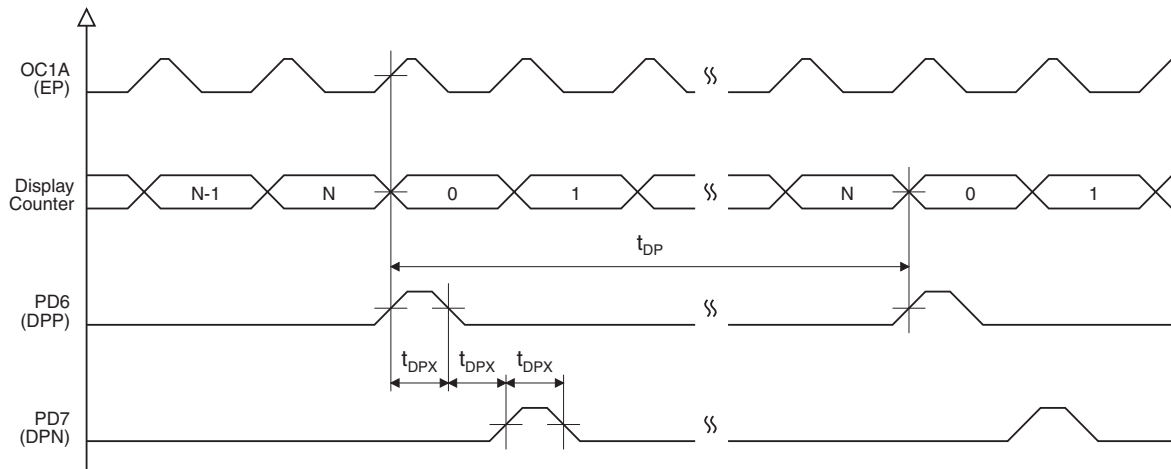 OC1A
(EP)
Display
Counter
N-1 N 0 1 N 0 1
tDP
PD6
(DPP)
tDPX tDPX tDPX
PD7
(DPN)